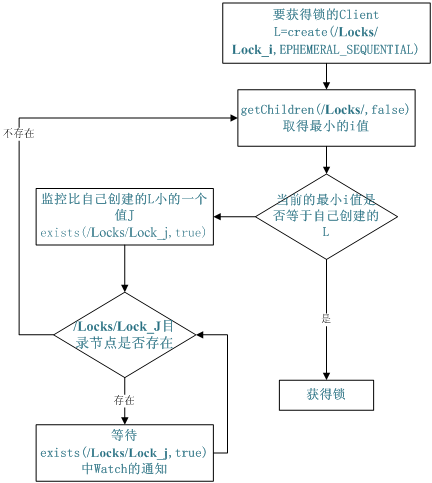 要获得锁的Client
L=create(/Locks/
Lock_i,EPHEMERAL_SEQUENTIAL)
getChildren(/Locks/,false)
取得最小的i值
不存在
监控比自己创建的L小的一个
值J
exists(/Locks/Lock_j,true)
当前的最小i值是
否等于自己创建的
L
/Locks/Lock_J目
录节点是否存在
是
存在
获得锁
等待
exists(/Locks/Lock_j,true)
中Watch的通知